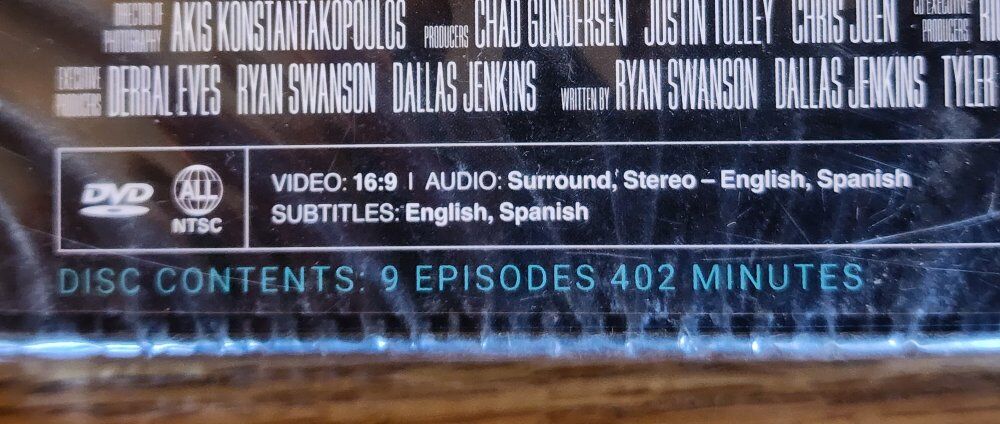 DIRECTOR OF PHOTOGRAPHY AKIS KONSTANTAKOPOULOS PRODUCERS CHAD GUNDERSEN JUSTIN TOLLEY CHRIS JUEN CO EXECUTIVE PRODUCERS
EXECUTIVE PRODUCERS DERRAL EVES RYAN SWANSON DALLAS JENKINS WRITTEN BY RYAN SWANSON DALLAS JENKINS TYLER
DVD ALL NTSC
VIDEO: 16:9 | AUDIO: Surround, Stereo – English, Spanish
SUBTITLES: English, Spanish
DISC CONTENTS: 9 EPISODES 402 MINUTES